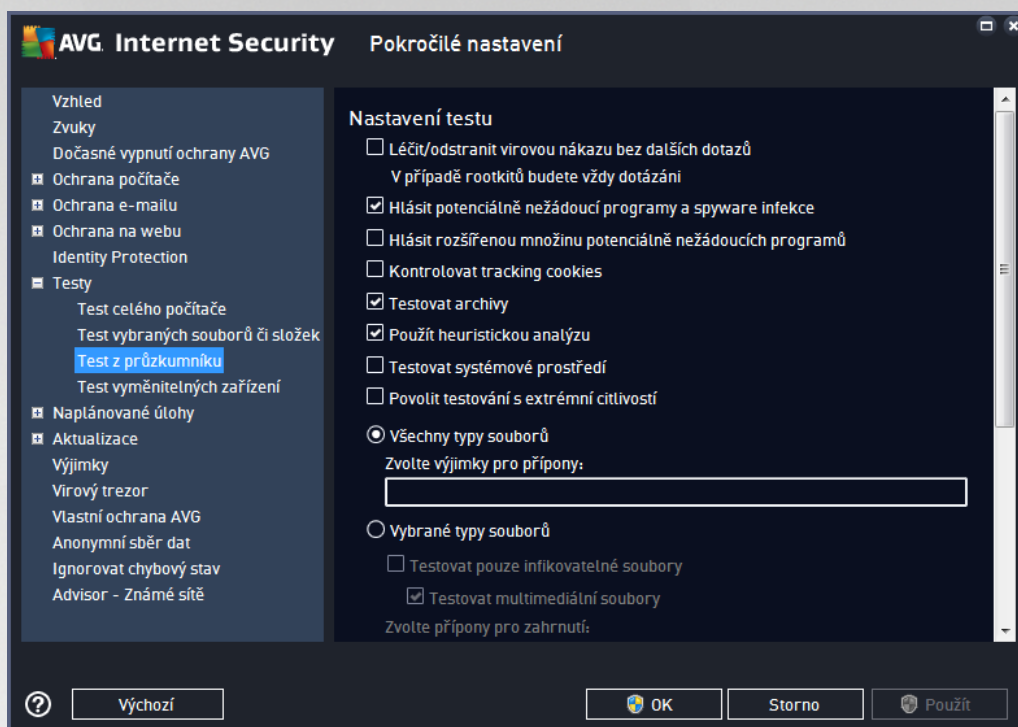 AVG. Internet Security Pokročilé nastavení
Vzhled
Zvuky
Dočasné vypnutí ochrany AVG
Ochrana počítače
Ochrana e-mailu
Ochrana na webu
Identity Protection
Testy
Test celého počítače
Test vybraných souborů či složek
Test z průzkumníku
Test vyměnitelných zařízení
Naplánované úlohy
Aktualizace
Výjimky
Virový trezor
Vlastní ochrana AVG
Anonymní sběr dat
Ignorovat chybový stav
Advisor - Známé sítě
Nastavení testu
Léčit/odstranit virovou nákazu bez dalších dotazů
V případě rootkitů budete vždy dotázáni
Hlásit potenciálně nežádoucí programy a spyware infekce
Hlásit rozšířenou množinu potenciálně nežádoucích programů
Kontrolovat tracking cookies
Testovat archivy
Použít heuristickou analýzu
Testovat systémové prostředí
Povolit testování s extrémní citlivostí
Všechny typy souborů
Zvolte výjimky pro přípony:
Vybrané typy souborů
Testovat pouze infikovatelné soubory
Testovat multimediální soubory
Zvolte přípony pro zahrnutí:
? Výchozí OK Storno Použít